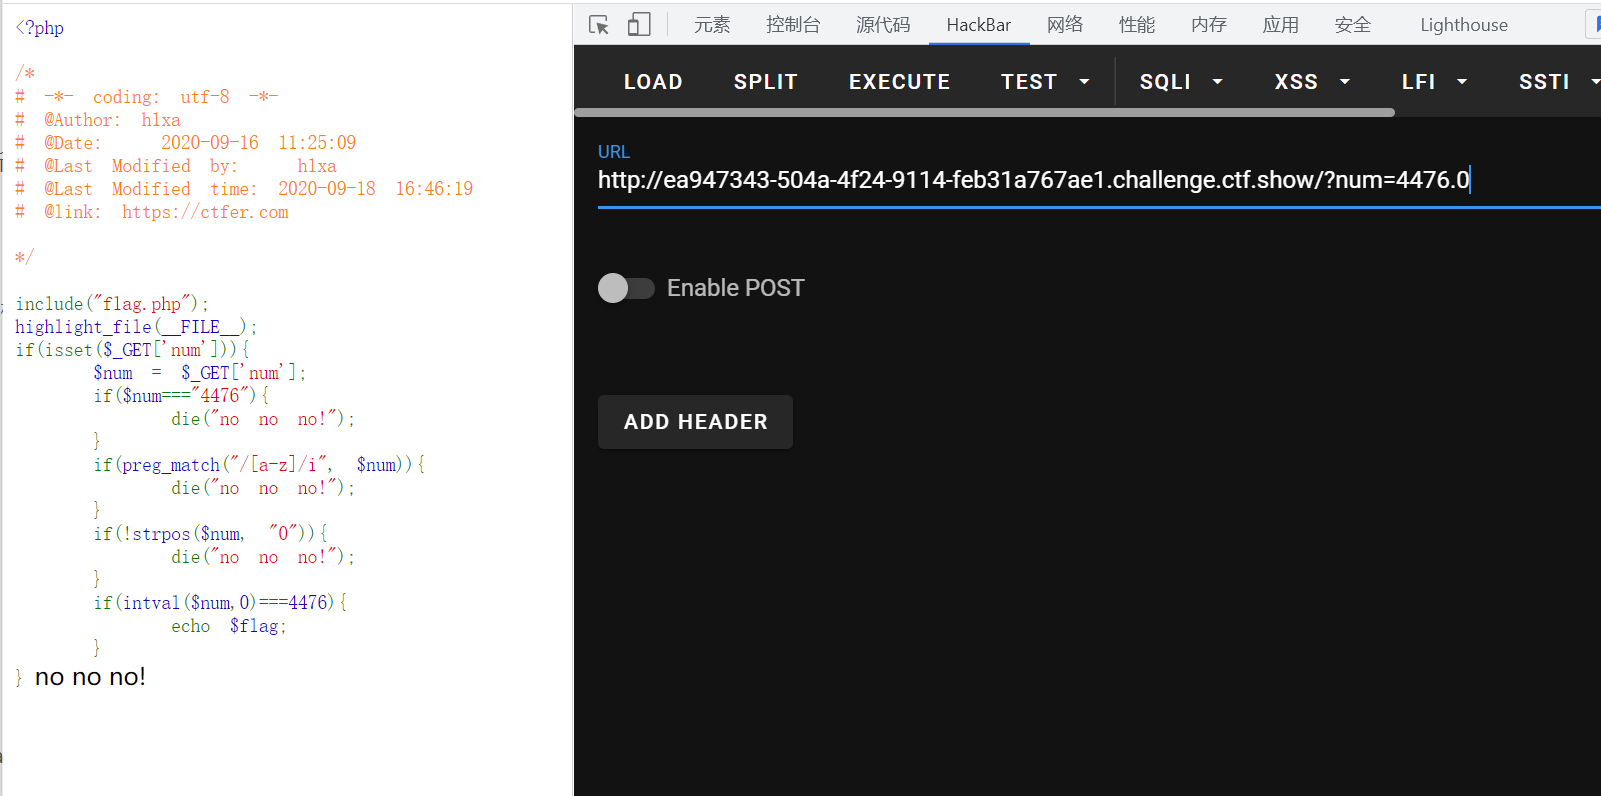 <?php
/*
# -*- coding: utf-8 -*-
# @Author: hlxa
# @Date: 2020-09-16 11:25:09
# @Last Modified by: hlxa
# @Last Modified time: 2020-09-18 16:46:19
# @link: https://ctfer.com
*/
include("flag.php");
highlight_file(__FILE__);
if(isset($_GET['num'])){
$num = $_GET['num'];
if($num==="4476"){
die("no no no!");
}
if(preg_match("/[a-z]/i", $num)){
die("no no no!");
}
if(!strpos($num, "0")){
die("no no no!");
}
if(intval($num,0)===4476){
echo $flag;
}
} no no no!
元素 控制台 源代码 HackBar 网络 性能 内存 应用 安全 Lighthouse
LOAD SPLIT EXECUTE TEST SQLI XSS LFI SSTI
URL
http://ea947343-504a-4f24-9114-feb31a767ae1.challenge.ctf.show/?num=4476.0
Enable POST
ADD HEADER